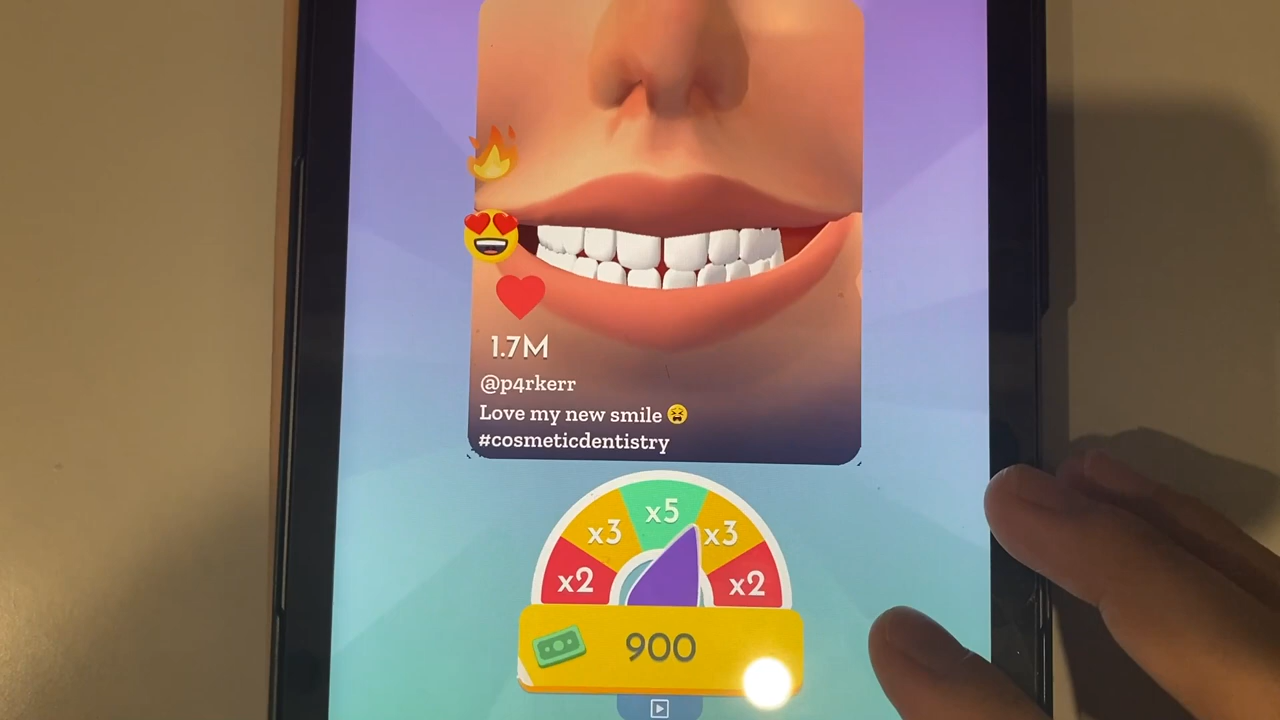 1.7M
@p4rkerr
Love my new smile 😫
#cosmeticdentistry
x2 x3 x5 x3 x2
900